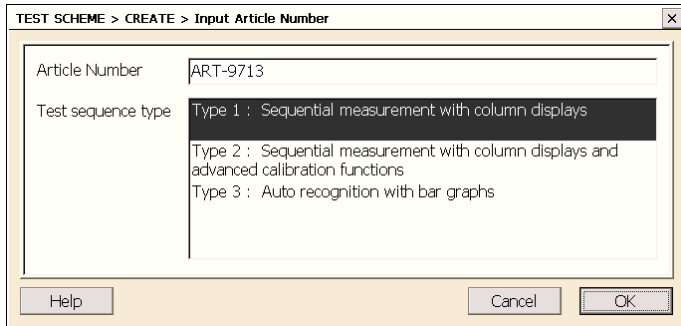 TEST SCHEME > CREATE > Input Article Number
Article Number
ART-9713
Test sequence type
Type 1 : Sequential measurement with column displays
Type 2 : Sequential measurement with column displays and
advanced calibration functions
Type 3 : Auto recognition with bar graphs
Help
Cancel
OK